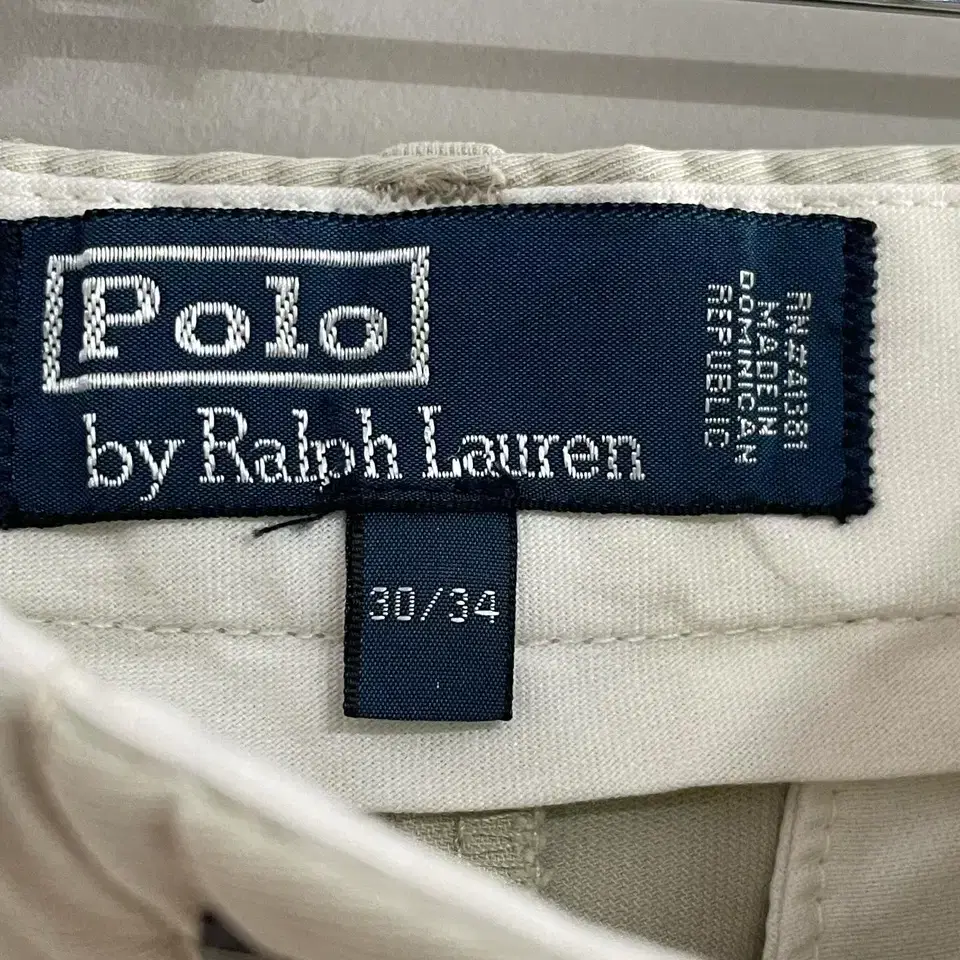 Polo
by Ralph Lauren
RN#41381
MADE IN
DOMINICAN
REPUBLIC
30/34